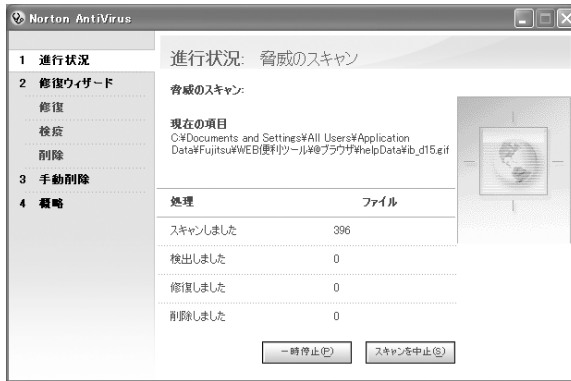 Norton AntiVirus
1 進行状況
2 修復ウィザード
修復
検疫
削除
3 手動削除
4 概略
進行状況: 脅威のスキャン
脅威のスキャン:
現在の項目
C:¥Documents and Settings¥All Users¥Application
Data¥Fujitsu¥WEB便利ツール¥@ブラウザ¥helpData¥ib_d15.gif
処理 ファイル
スキャンしました 396
検出しました 0
修復しました 0
削除しました 0
一時停止(P) スキャンを中止(S)